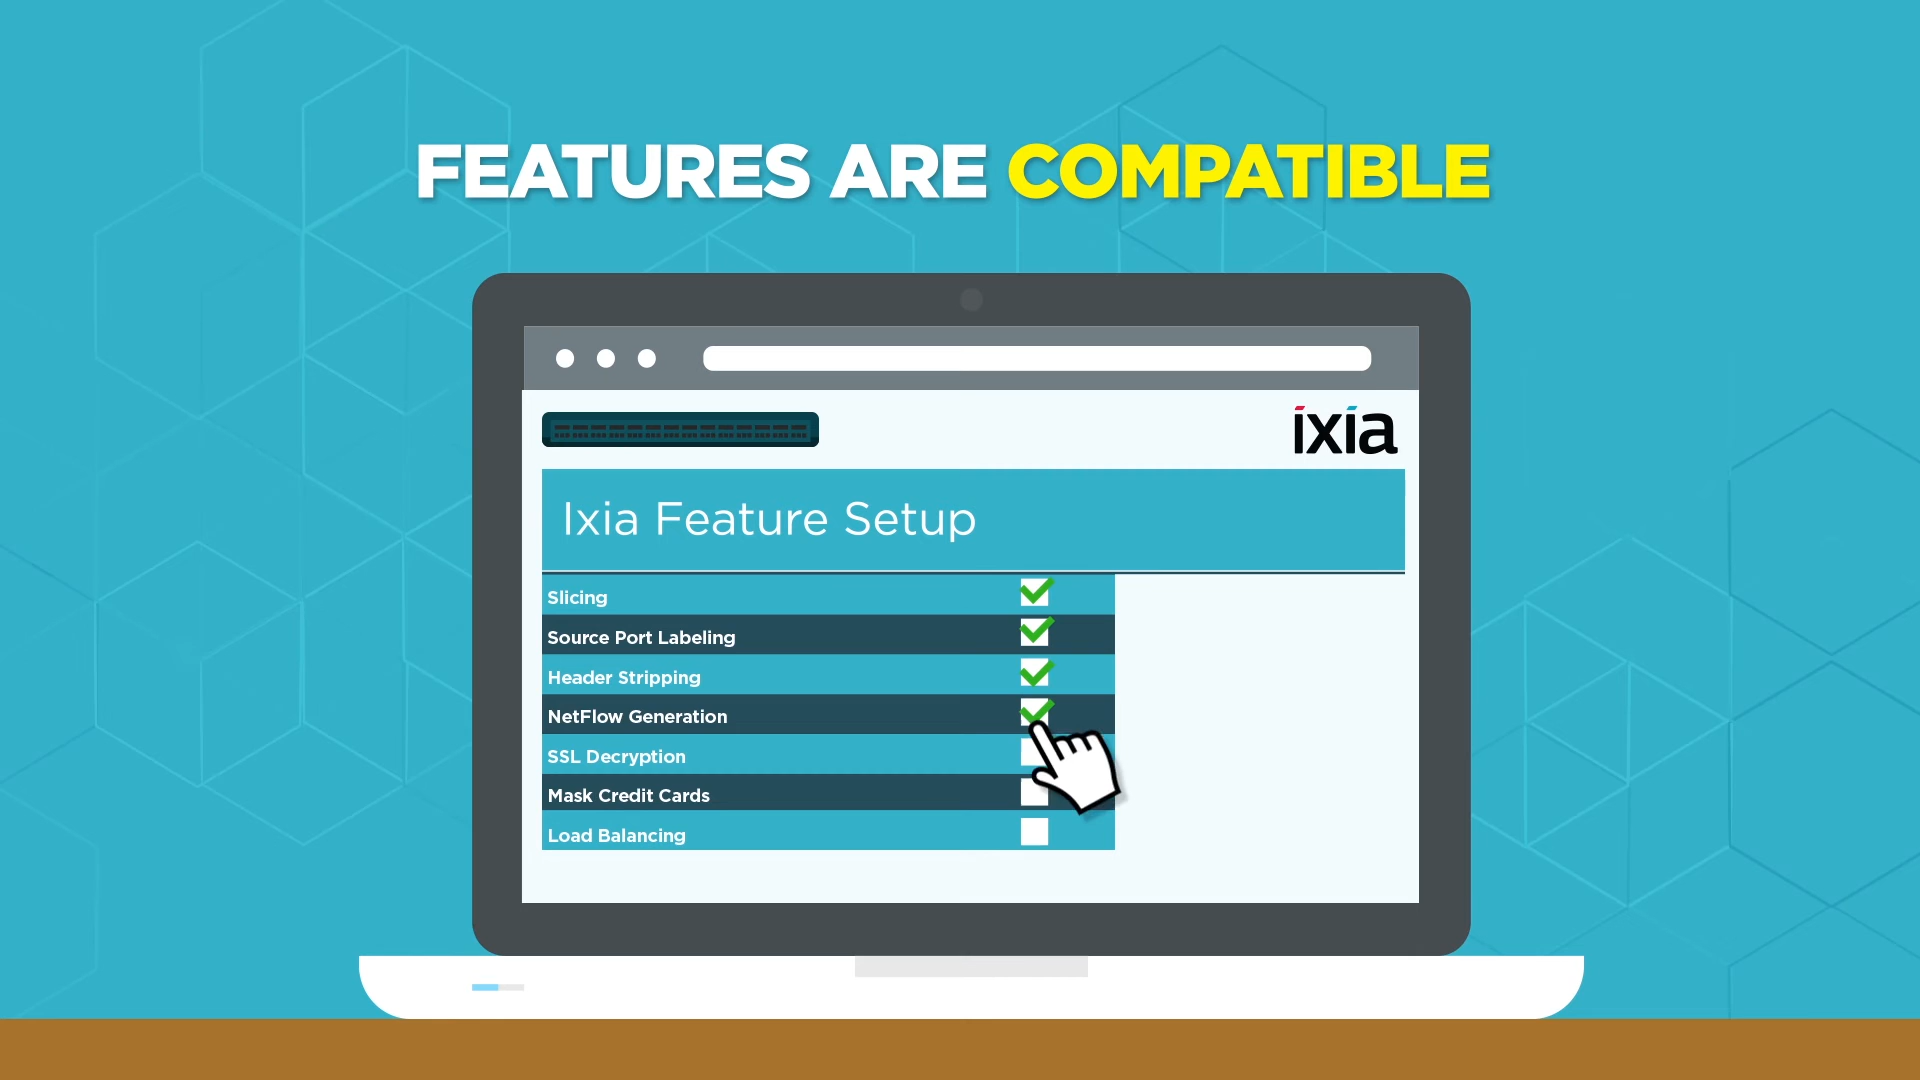 FEATURES ARE COMPATIBLE
ixia
Ixia Feature Setup
Slicing
Source Port Labeling
Header Stripping
NetFlow Generation
SSL Decryption
Mask Credit Cards
Load Balancing